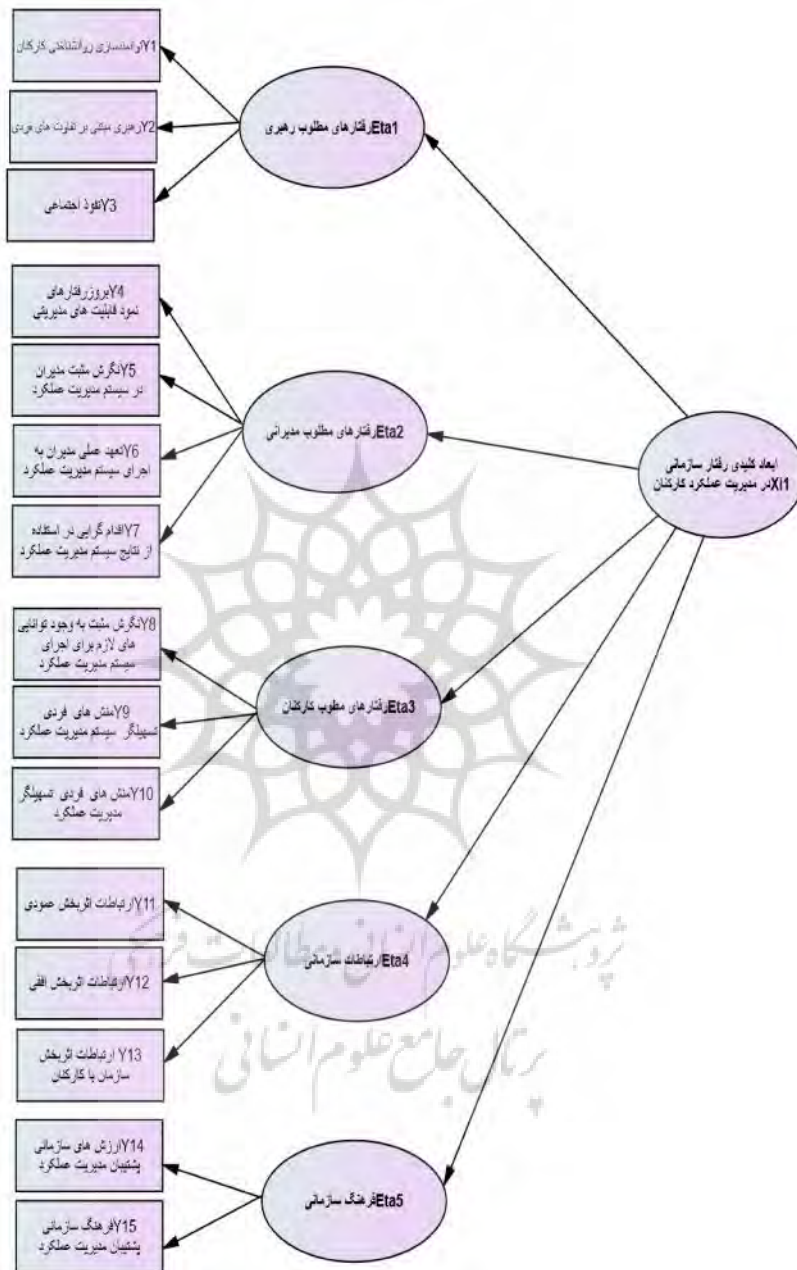 Y1توانمندسازی روانشناختی کارکنان
Y2رهبری مبتنی بر تفاوت های فردی
Y3نفوذ اجتماعی
Eta1رفتارهای مطلوب رهبری
Y4بروزرفتارهای
نمود قابلیت های مدیریتی
Y5نگرش مثبت مدیران
در سیستم مدیریت عملکرد
Y6تعهد عملی مدیران به
اجرای سیستم مدیریت عملکرد
Y7اقدام گرایی در استفاده
از نتایج سیستم مدیریت عملکرد
Eta2رفتارهای مطلوب مدیرانی
ابعاد کلیدی رفتار سازمانی
Xi1در مدیریت عملکرد کارکنان
Y8نگرش مثبت به وجود توانایی
های لازم برای اجرای
سیستم مدیریت عملکرد
Y9منش های فردی
تسهیلگر سیستم مدیریت عملکرد
Y10منش های فردی تسهیلگر
مدیریت عملکرد
Eta3رفتارهای مطوب کارکنان
Y11ارتباطات اثربخش عمودی
Y12ارتباطات اثربخش افقی
Y13 ارتباطات اثربخش
سازمان با کارکنان
Eta4ارتباطات سازمانی
پژوهشگاه علوم انسانی و مطالعات فرهنگی
پرتال جامع علوم انسانی
Y14ارزش های سازمانی
پشتیبان مدیریت عملکرد
Y15فرهنگ سازمانی
پشتیبان مدیریت عملکرد
Eta5فرهنگ سازمانی